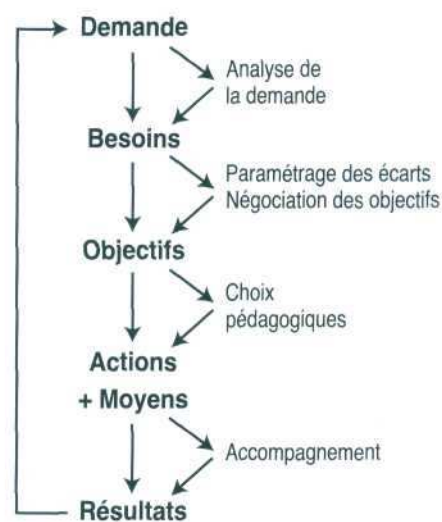 Demande
Analyse de
la demande
Besoins
Paramétrage des écarts
Négociation des objectifs
Objectifs
Choix
pédagogiques
Actions
+ Moyens
Accompagnement
Résultats